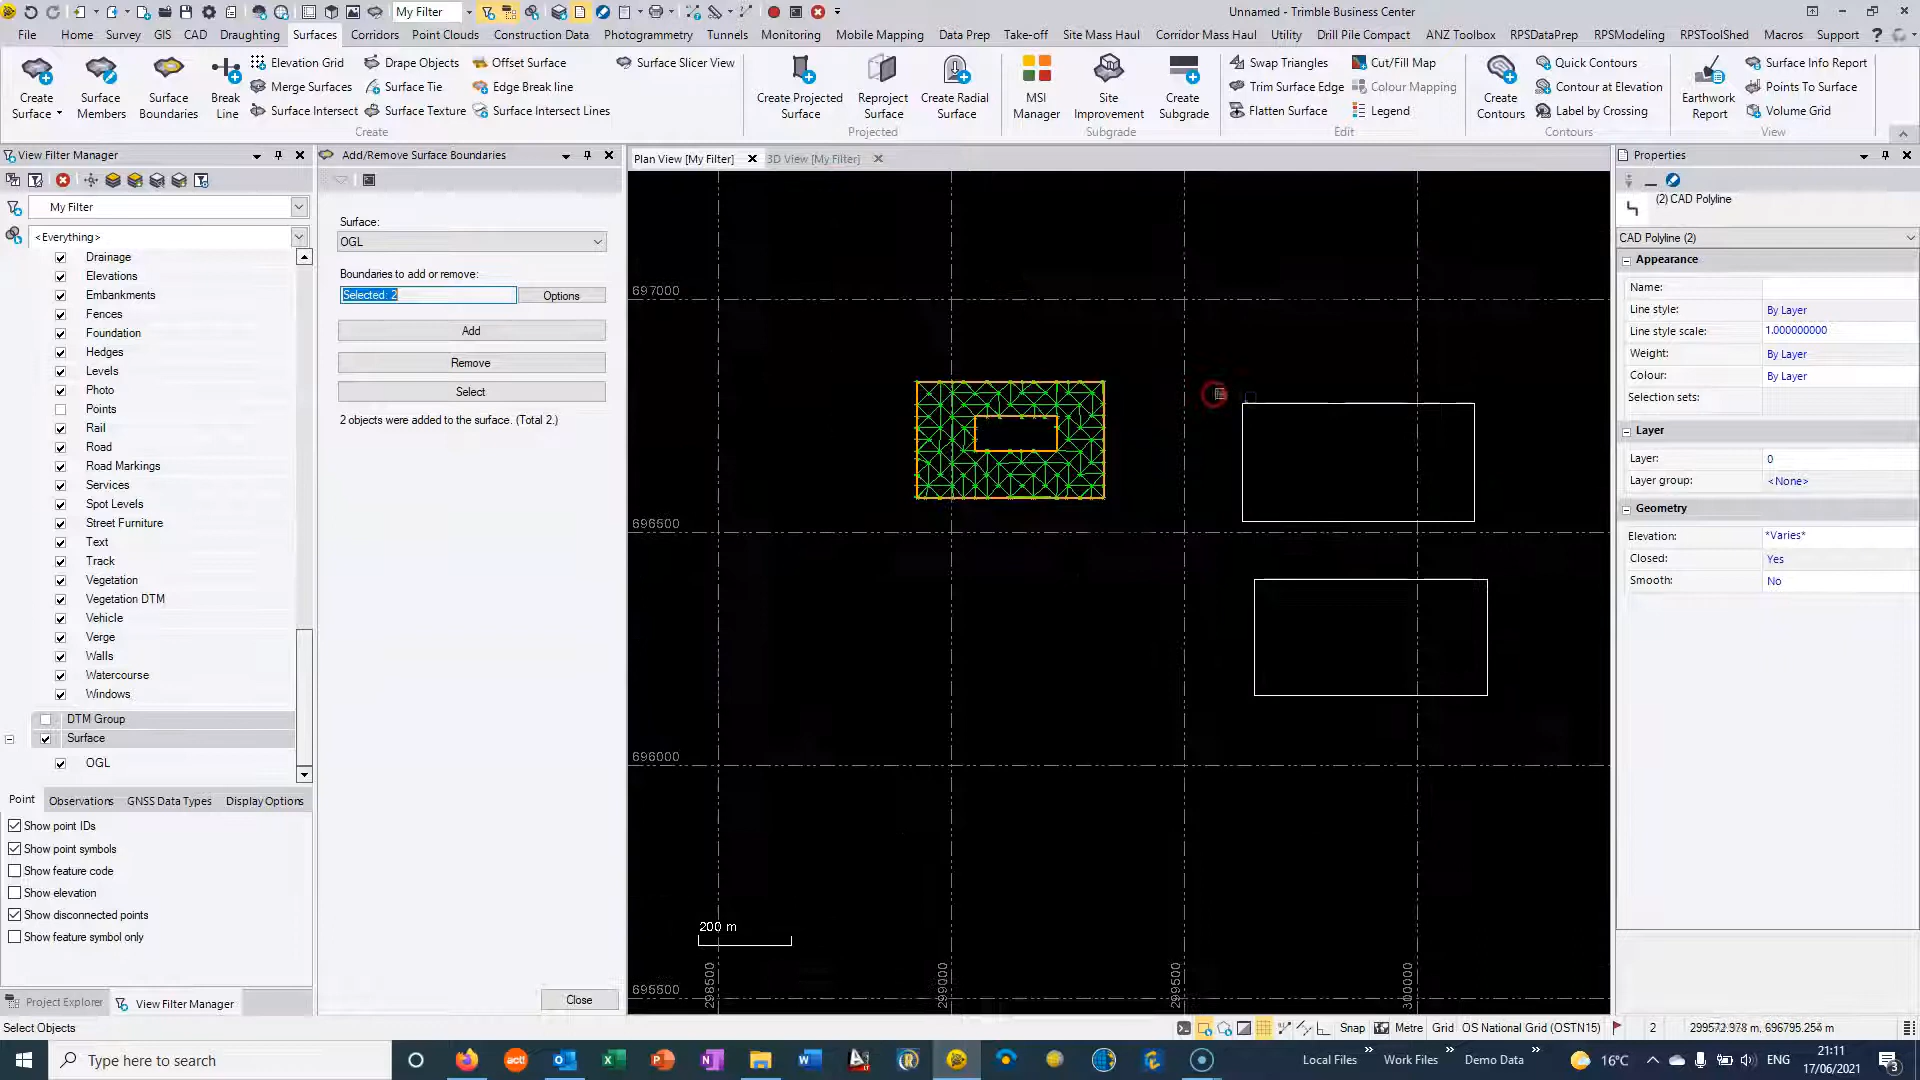 My Filter
Unnamed - Trimble Business Center
File Home Survey GIS CAD Draughting Surfaces Corridors Point Clouds Construction Data Photogrammetry Tunnels Monitoring Mobile Mapping Data Prep Take-off Site Mass Haul Corridor Mass Haul Utility Drill Pile Compact ANZ Toolbox RPSDataPrep RPSModeling RPSToolShed Macros Support
Create Surface
Surface Members
Surface Boundaries
Break Line
Elevation Grid
Merge Surfaces
Surface Intersect
Drape Objects
Surface Tie
Surface Texture
Offset Surface
Edge Break line
Surface Intersect Lines
Create
Surface Slicer View
Create Projected Surface
Reproject Surface
Create Radial Surface
Projected
MSI Manager
Site Improvement
Create Subgrade
Subgrade
Swap Triangles
Trim Surface Edge
Flatten Surface
Cut/Fill Map
Colour Mapping
Legend
Edit
Create Contours
Quick Contours
Contour at Elevation
Label by Crossing
Contours
Earthwork Report
Surface Info Report
Points To Surface
Volume Grid
View
View Filter Manager
My Filter
<Everything>
Drainage
Elevations
Embankments
Fences
Foundation
Hedges
Levels
Photo
Points
Rail
Road
Road Markings
Services
Spot Levels
Street Furniture
Text
Track
Vegetation
Vegetation DTM
Vehicle
Verge
Walls
Watercourse
Windows
DTM Group
Surface
OGL
Point Observations GNSS Data Types Display Options
Show point IDs
Show point symbols
Show feature code
Show elevation
Show disconnected points
Show feature symbol only
Project Explorer View Filter Manager
Select Objects
Add/Remove Surface Boundaries
Surface:
OGL
Boundaries to add or remove:
Selected: 2 Options
Add
Remove
Select
2 objects were added to the surface. (Total 2.)
Close
Plan View [My Filter] 3D View [My Filter]
697000
696500
696000
695500
200 m
298500
299000
299500
300000
Properties
(2) CAD Polyline
CAD Polyline (2)
Appearance
Name:
Line style: By Layer
Line style scale: 1.000000000
Weight: By Layer
Colour: By Layer
Selection sets:
Layer
Layer: 0
Layer group: <None>
Geometry
Elevation: *Varies*
Closed: Yes
Smooth: No
Snap Metre Grid OS National Grid (OSTN15) 2 299572.978 m, 696795.254 m
Type here to search
act!
Local Files Work Files Demo Data 16°C ENG
21:11
17/06/2021
3